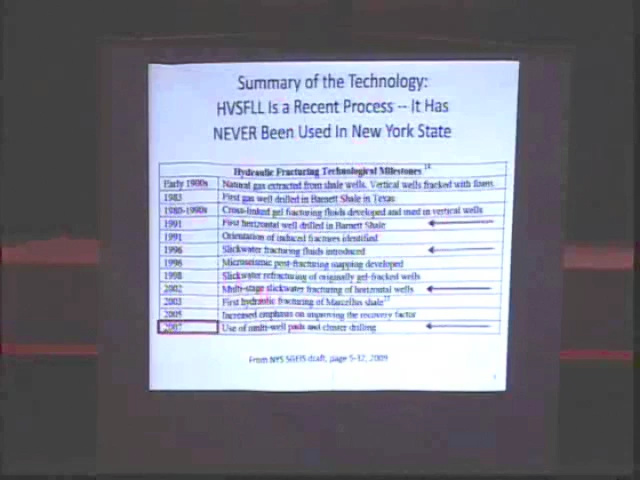 Summary of the Technology:
HVSFLL Is a Recent Process -- It Has
NEVER Been Used In New York State
Hydraulic Fracturing Technological Milestones
Early 1900s Natural gas extracted from shale wells. Vertical wells fracked with foam.
1983 First gas well drilled in Barnett Shale in Texas
1980-1990s Cross-linked gel fracturing fluids developed and used in vertical wells
1991 First horizontal well drilled in Barnett Shale
1991 Orientation of induced fractures identified
1996 Slickwater fracturing fluids introduced
1996 Microseismic post-fracturing mapping developed
1998 Slickwater refracturing of originally gel-fracked wells
2002 Multi-stage slickwater fracturing of horizontal wells
2003 First hydraulic fracturing of Marcellus shale
2005 Increased emphasis on improving the recovery factor
2007 Use of multi-well pads and cluster drilling
From NYS SGEIS draft, page 5-32, 2009